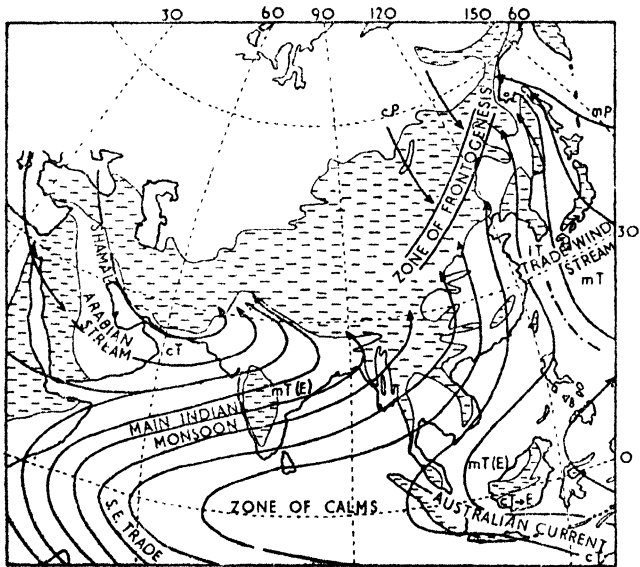 30 60 90 120 150 60
cP
mP
ZONE OF FRONTOGENESIS
30
TRADE-WIND
STREAM
mT
SHAMAL
ARABIAN
STREAM
cT
mT(E)
MAIN INDIAN
MONSOON
mT(E)
0
cT→E
S.E. TRADE
ZONE OF CALMS
AUSTRALIAN CURRENT